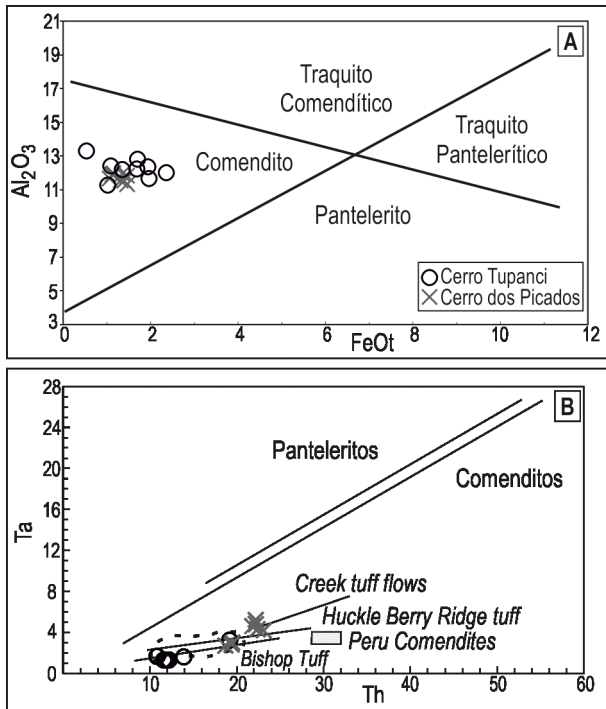 A
21
19
17
15
13
11
9
7
5
3
Al₂O₃
Traquito
Comendítico
Traquito
Pantelerítico
Comendito
Pantelerito
Cerro Tupanci
Cerro dos Picados
0 2 4 6 8 10 12
FeOt
B
28
24
20
16
12
8
4
0
Ta
Panteleritos
Comenditos
Creek tuff flows
Huckle Berry Ridge tuff
Peru Comendites
Bishop Tuff
10 20 30 40 50 60
Th